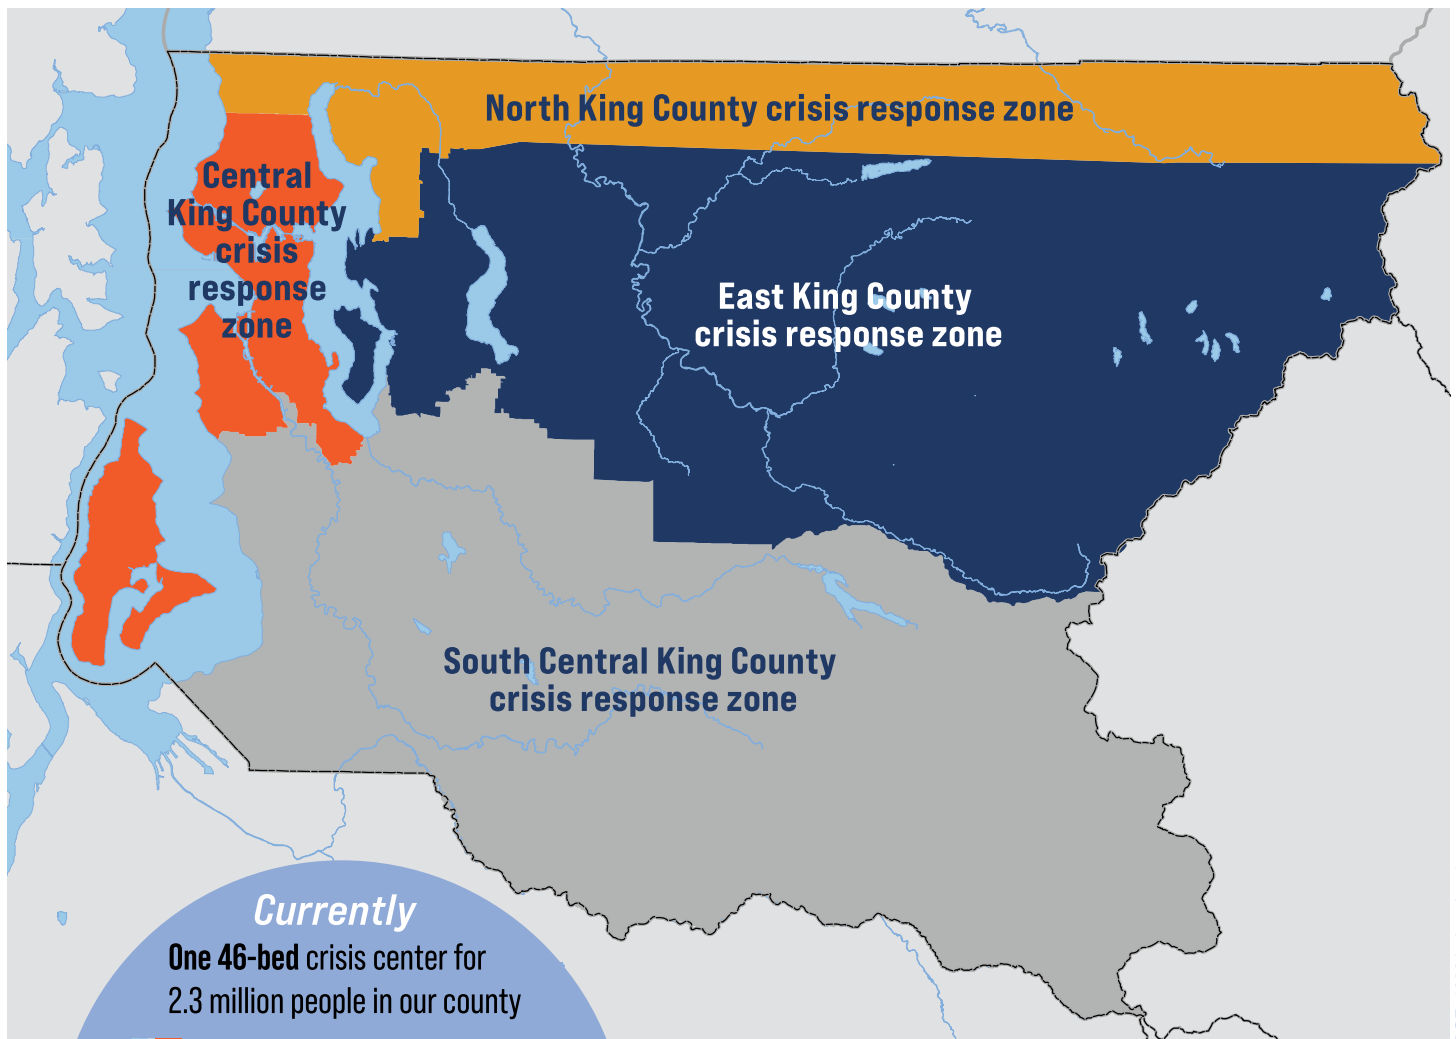 North King County crisis response zone
Central
King County
crisis
response
zone
East King County
crisis response zone
South Central King County
crisis response zone
Currently
One 46-bed crisis center for
2.3 million people in our county